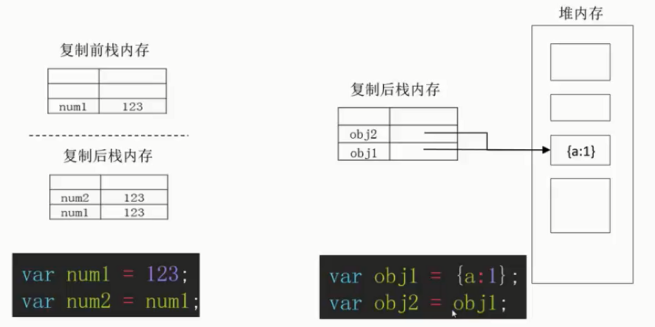 复制前栈内存
num1 123
复制后栈内存
num2 123
num1 123
var num1 = 123;
var num2 = num1;
复制后栈内存
obj2
obj1
堆内存
{a:1}
var obj1 = {a:1};
var obj2 = obj1;